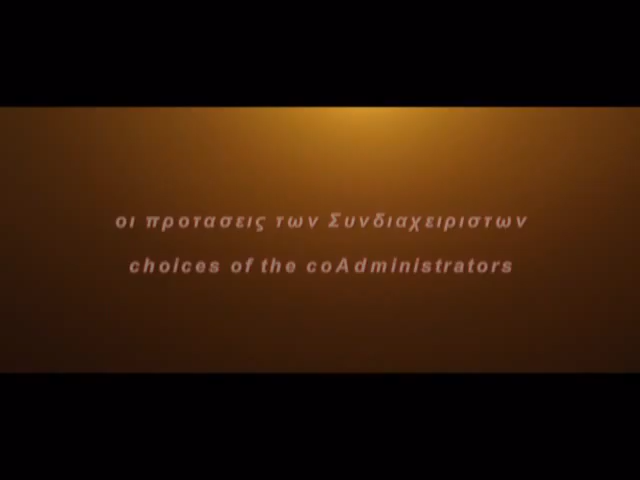 οι προτασεις των Συνδιαχειριστων
choices of the coAdministrators